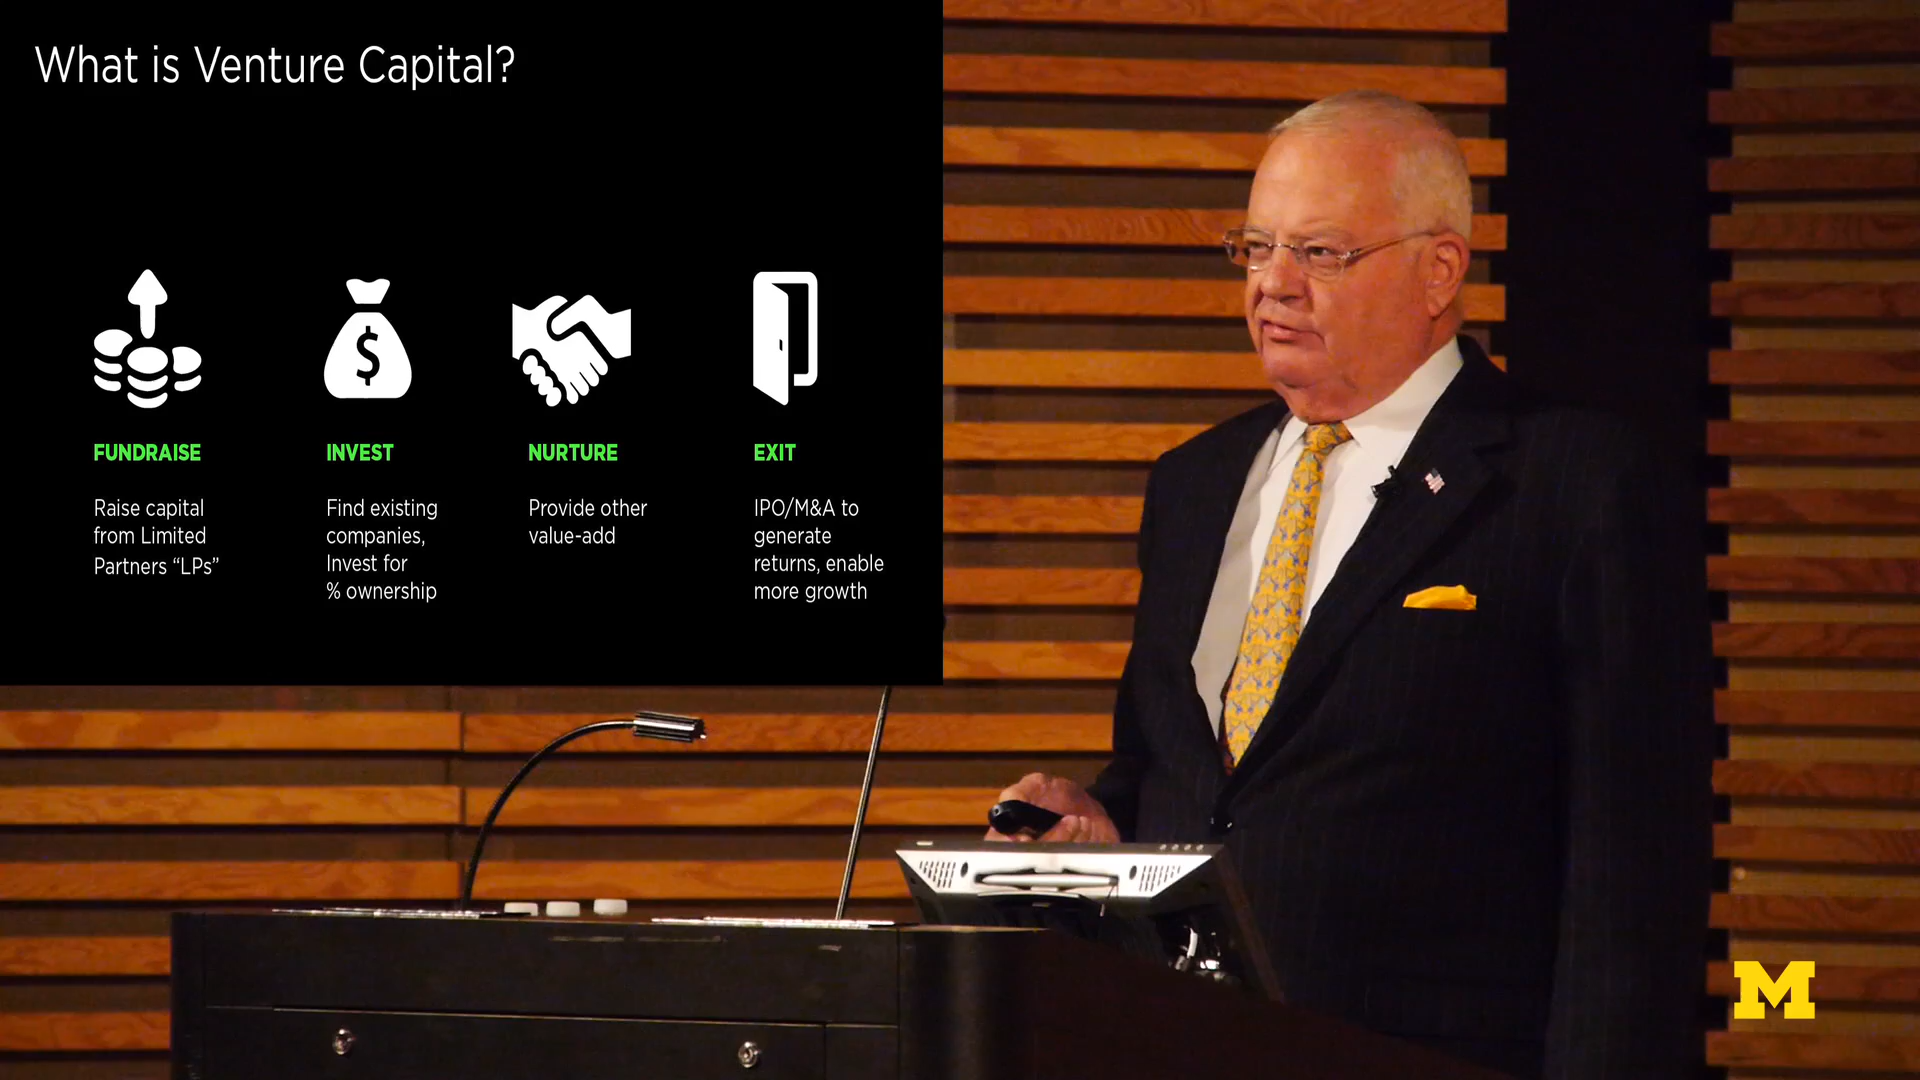 What is Venture Capital?
$
FUNDRAISE
Raise capital
from Limited
Partners “LPs”
INVEST
Find existing
companies,
Invest for
% ownership
NURTURE
Provide other
value-add
EXIT
IPO/M&A to
generate
returns, enable
more growth
M